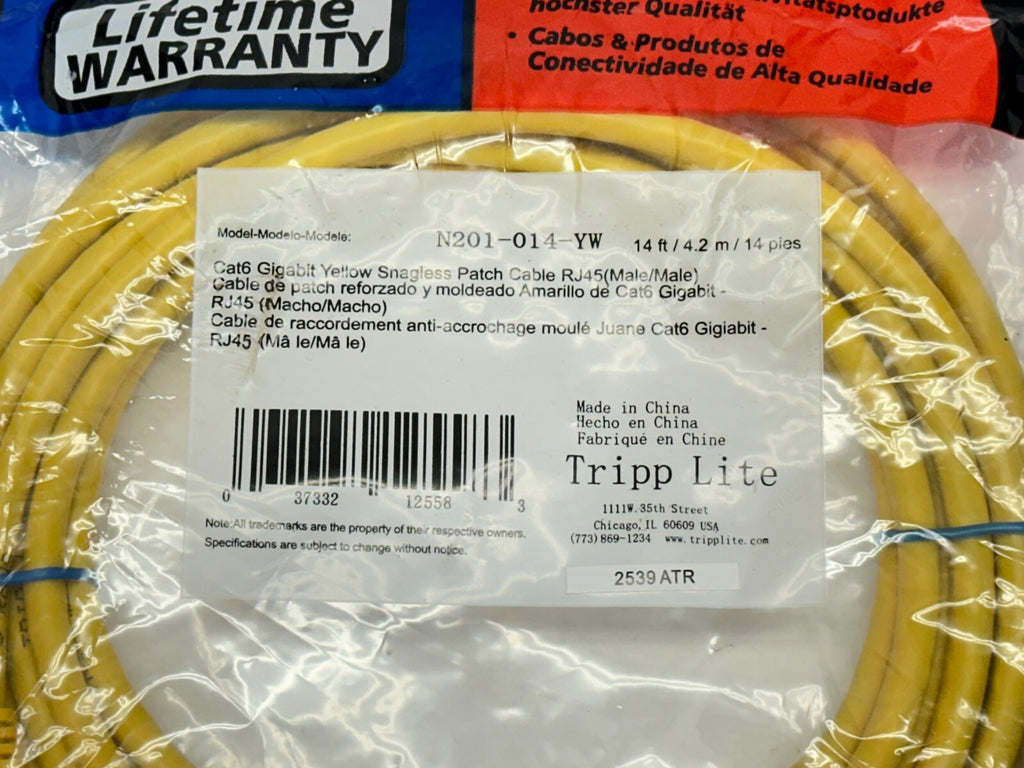 Lifetime
WARRANTY
höchster Qualität
• Cabos & Produtos de
Conectividade de Alta Qualidade
Model-Modelo-Modele:
N201-014-YW 14 ft / 4.2 m / 14 pies
Cat6 Gigabit Yellow Snagless Patch Cable RJ45(Male/Male)
Cable de patch reforzado y moldeado Amarillo de Cat6 Gigabit -
RJ45 (Macho/Macho)
Cable de raccordement anti-accrochage moulé Juane Cat6 Gigiabit -
RJ45 (Mâ le/Mâ le)
0 37332 12558 3
Note:All trademarks are the property of their respective owners.
Specifications are subject to change without notice.
Made in China
Hecho en China
Fabriqué en Chine
Tripp Lite
1111W.35th Street
Chicago, IL 60609 USA
(773)869-1234 www.tripplite.com
2539 ATR